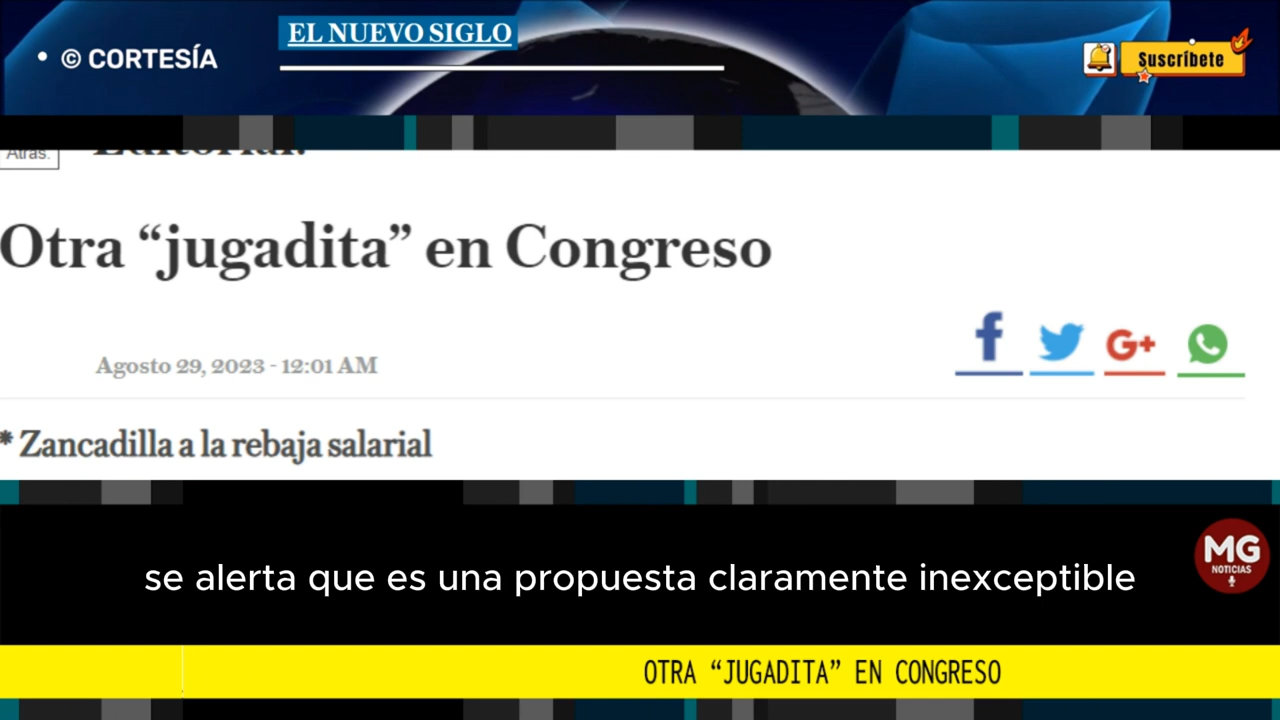 EL NUEVO SIGLO
• © CORTESÍA
Suscríbete
Atrás.
Editorial.
Otra “jugadita” en Congreso
Agosto 29, 2023 - 12:01 AM
f
G+
* Zancadilla a la rebaja salarial
se alerta que es una propuesta claramente inexceptible
MG
NOTICIAS
OTRA “JUGADITA” EN CONGRESO